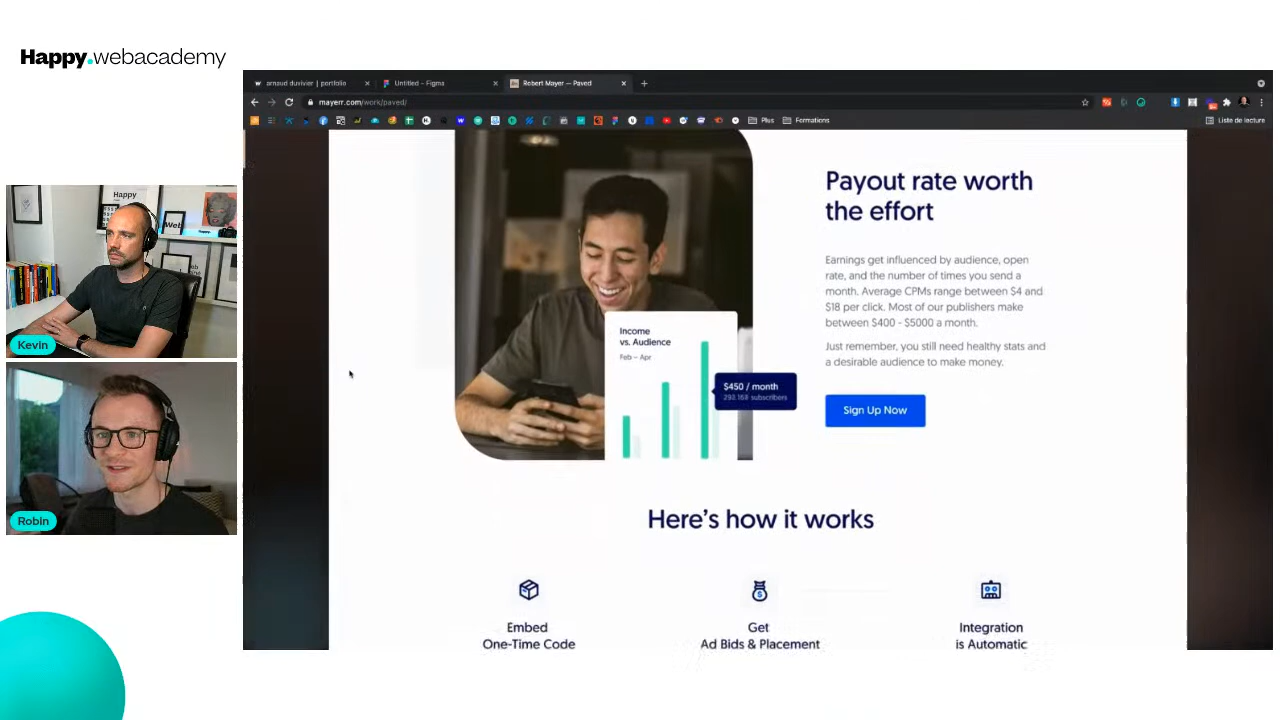 Happy.webacademy
arnaud duvivier | portfolio
Untitled - Figma
Robert Mayer — Paved
mayerr.com/work/paved/
Plus
Formations
Liste de lecture
Happy
Web
Kevin
Robin
Income
vs. Audience
Feb – Apr
$450 / month
293.168 subscribers
Payout rate worth
the effort
Earnings get influenced by audience, open
rate, and the number of times you send a
month. Average CPMs range between $4 and
$18 per click. Most of our publishers make
between $400 - $5000 a month.
Just remember, you still need healthy stats and
a desirable audience to make money.
Sign Up Now
Here's how it works
Embed
One-Time Code
Get
Ad Bids & Placement
Integration
is Automatic